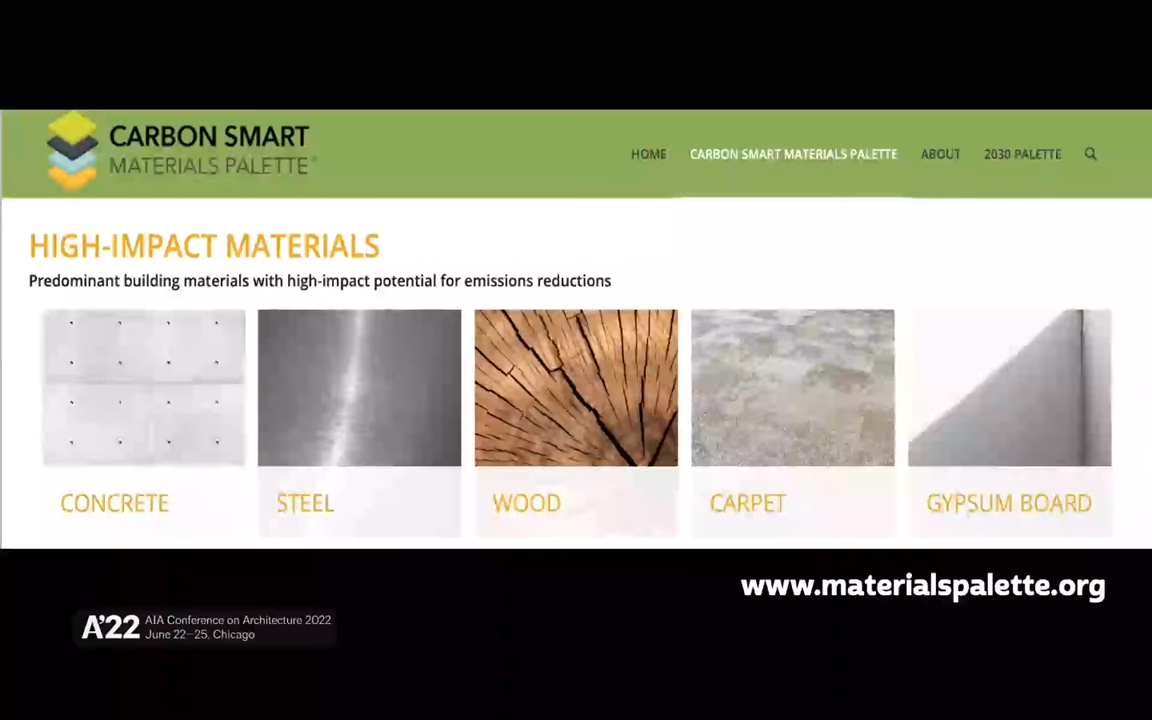 CARBON SMART
MATERIALS PALETTE
HOME CARBON SMART MATERIALS PALETTE ABOUT 2030 PALETTE
HIGH-IMPACT MATERIALS
Predominant building materials with high-impact potential for emissions reductions
CONCRETE STEEL WOOD CARPET GYPSUM BOARD
www.materialspalette.org
A'22 AIA Conference on Architecture 2022
June 22–25, Chicago